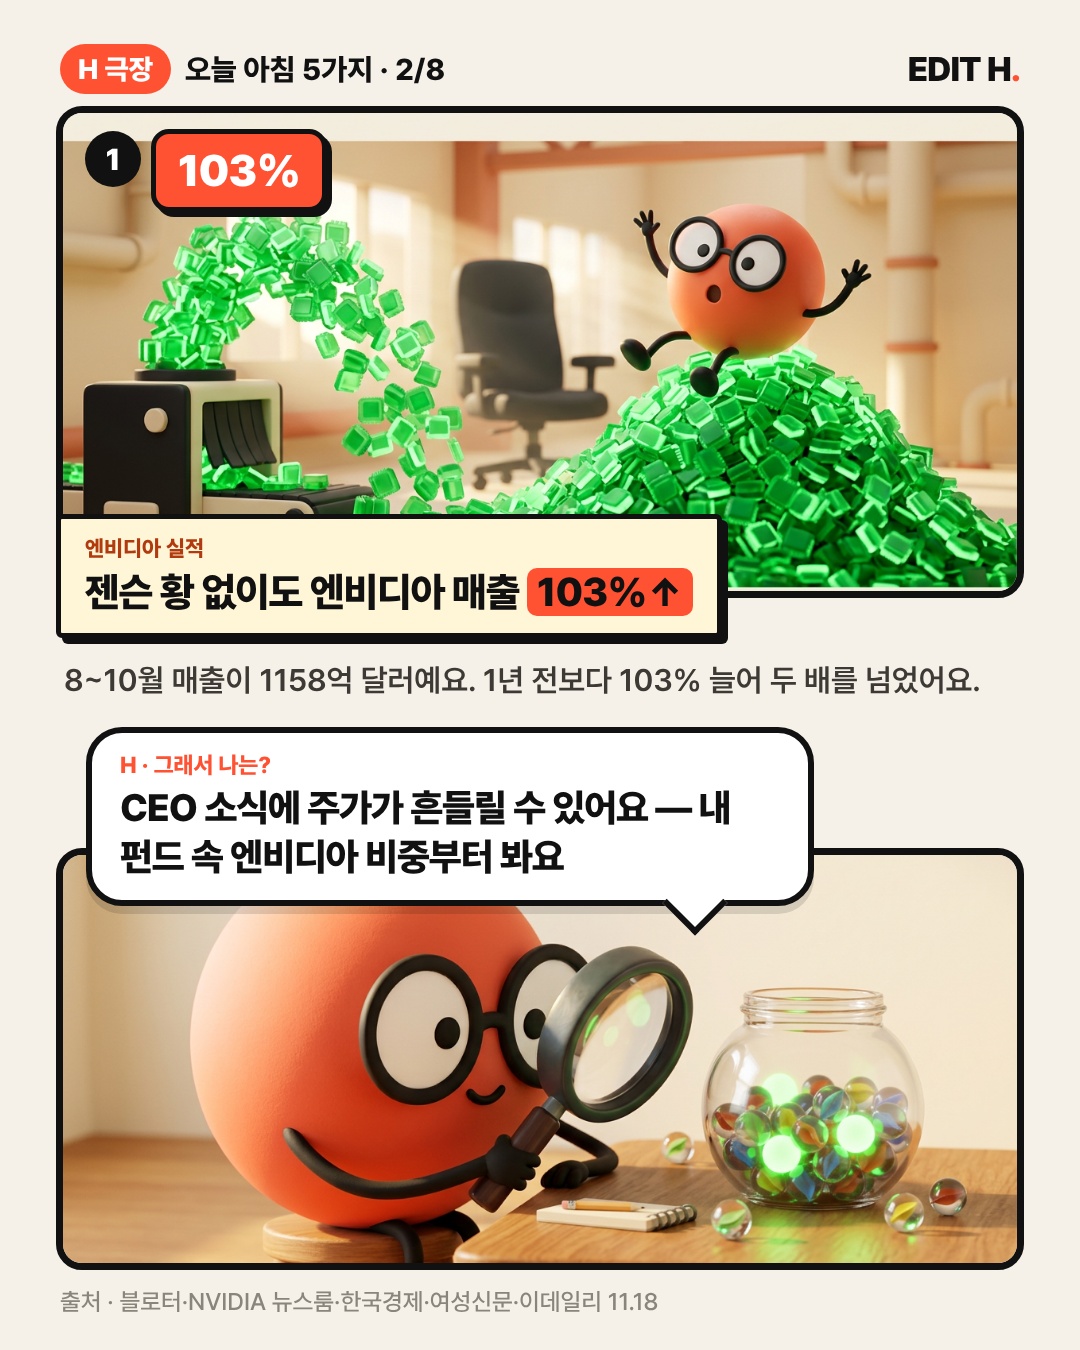 H 극장 오늘 아침 5가지 · 2/8
EDIT H.
1
103%
엔비디아 실적
젠슨 황 없이도 엔비디아 매출 103%↑
8~10월 매출이 1158억 달러예요. 1년 전보다 103% 늘어 두 배를 넘었어요.
H · 그래서 나는?
CEO 소식에 주가가 흔들릴 수 있어요 — 내
펀드 속 엔비디아 비중부터 봐요
출처 · 블로터·NVIDIA 뉴스룸·한국경제·여성신문·이데일리 11.18